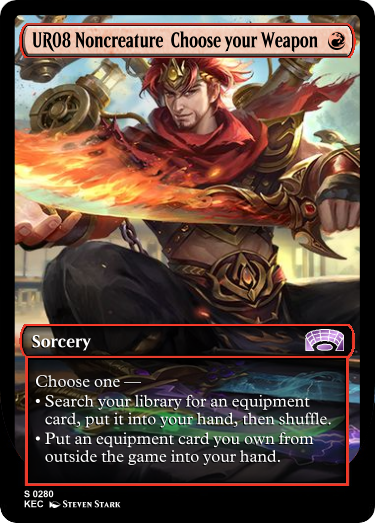 UR08 Noncreature Choose your Weapon
Sorcery
Choose one —
• Search your library for an equipment
card, put it into your hand, then shuffle.
• Put an equipment card you own from
outside the game into your hand.
S 0280
KEC Steven Stark